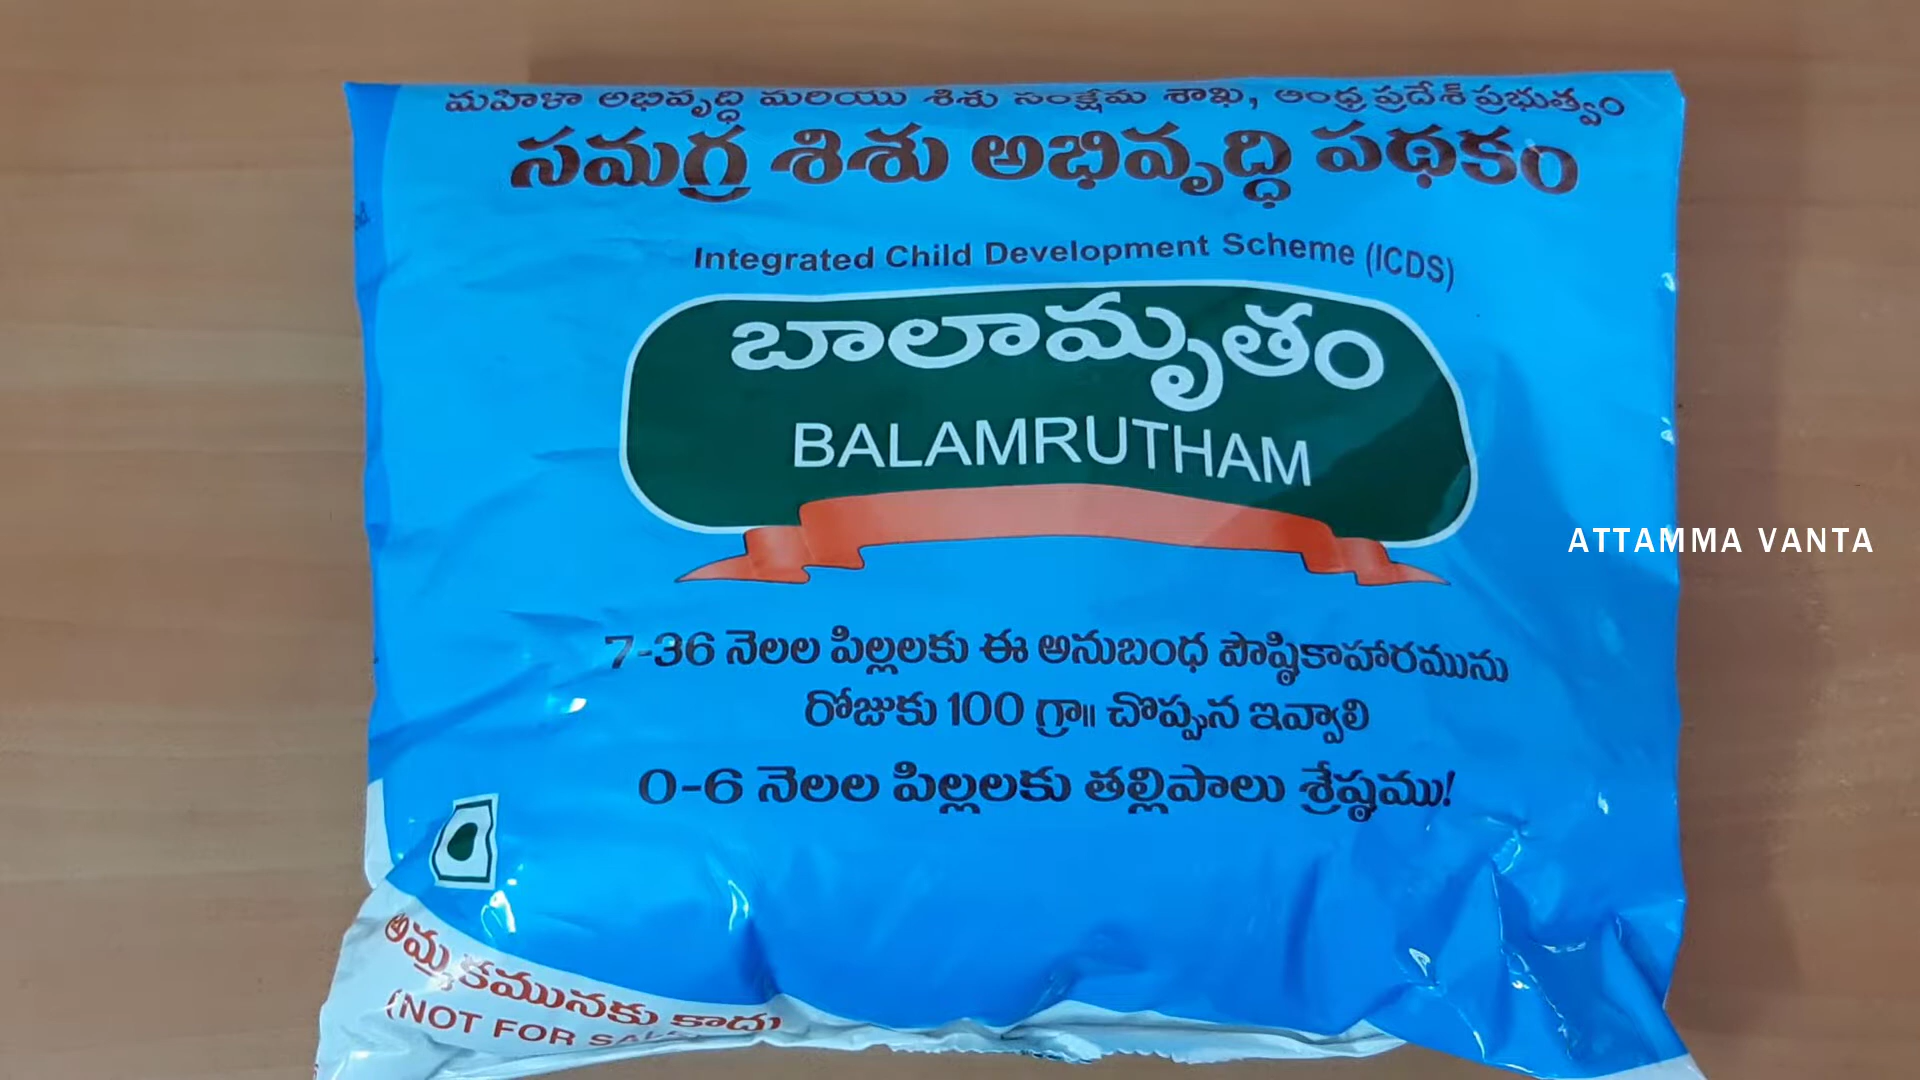 మహిళా అభివృద్ధి మరియు శిశు సంక్షేమ శాఖ, ఆంధ్ర ప్రదేశ్ ప్రభుత్వం
సమగ్ర శిశు అభివృద్ధి పథకం
Integrated Child Development Scheme (ICDS)
బాలామృతం
BALAMRUTHAM
ATTAMMA VANTA
7-36 నెలల పిల్లలకు ఈ అనుబంధ పౌష్ఠికాహారమును
రోజుకు 100 గ్రా॥ చొప్పున ఇవ్వాలి
0-6 నెలల పిల్లలకు తల్లిపాలు శ్రేష్ఠము!
అమ్మకమునకు కాదు
(NOT FOR